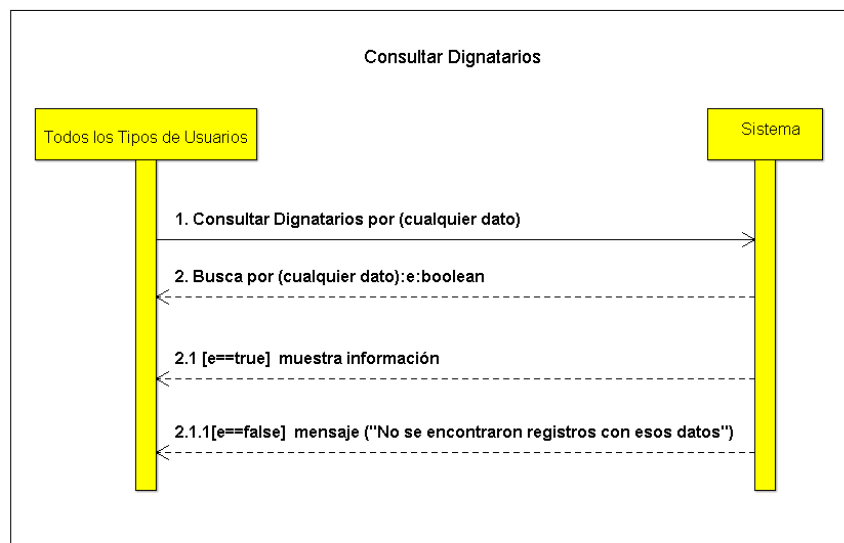 Consultar Dignatarios
Todos los Tipos de Usuarios
Sistema
1. Consultar Dignatarios por (cualquier dato)
2. Busca por (cualquier dato):e:boolean
2.1 [e==true] muestra información
2.1.1[e==false] mensaje ("No se encontraron registros con esos datos")